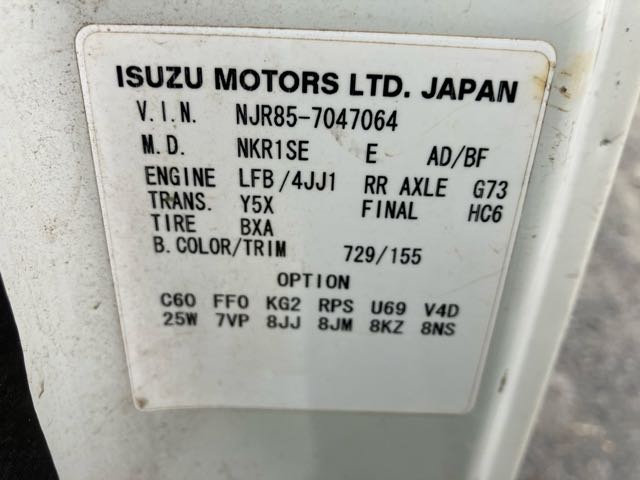 ISUZU MOTORS LTD. JAPAN
V.I.N. NJR85-7047064
M.D. NKR1SE E AD/BF
ENGINE LFB/4JJ1 RR AXLE G73
TRANS. Y5X FINAL HC6
TIRE BXA
B.COLOR/TRIM 729/155
OPTION
C60 FF0 KG2 RPS U69 V4D
25W 7VP 8JJ 8JM 8KZ 8NS